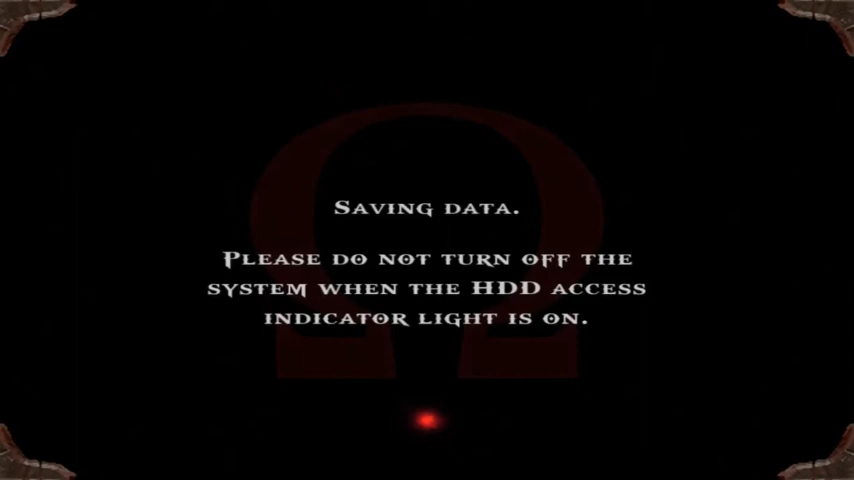 Saving data.
Please do not turn off the
system when the HDD access
indicator light is on.